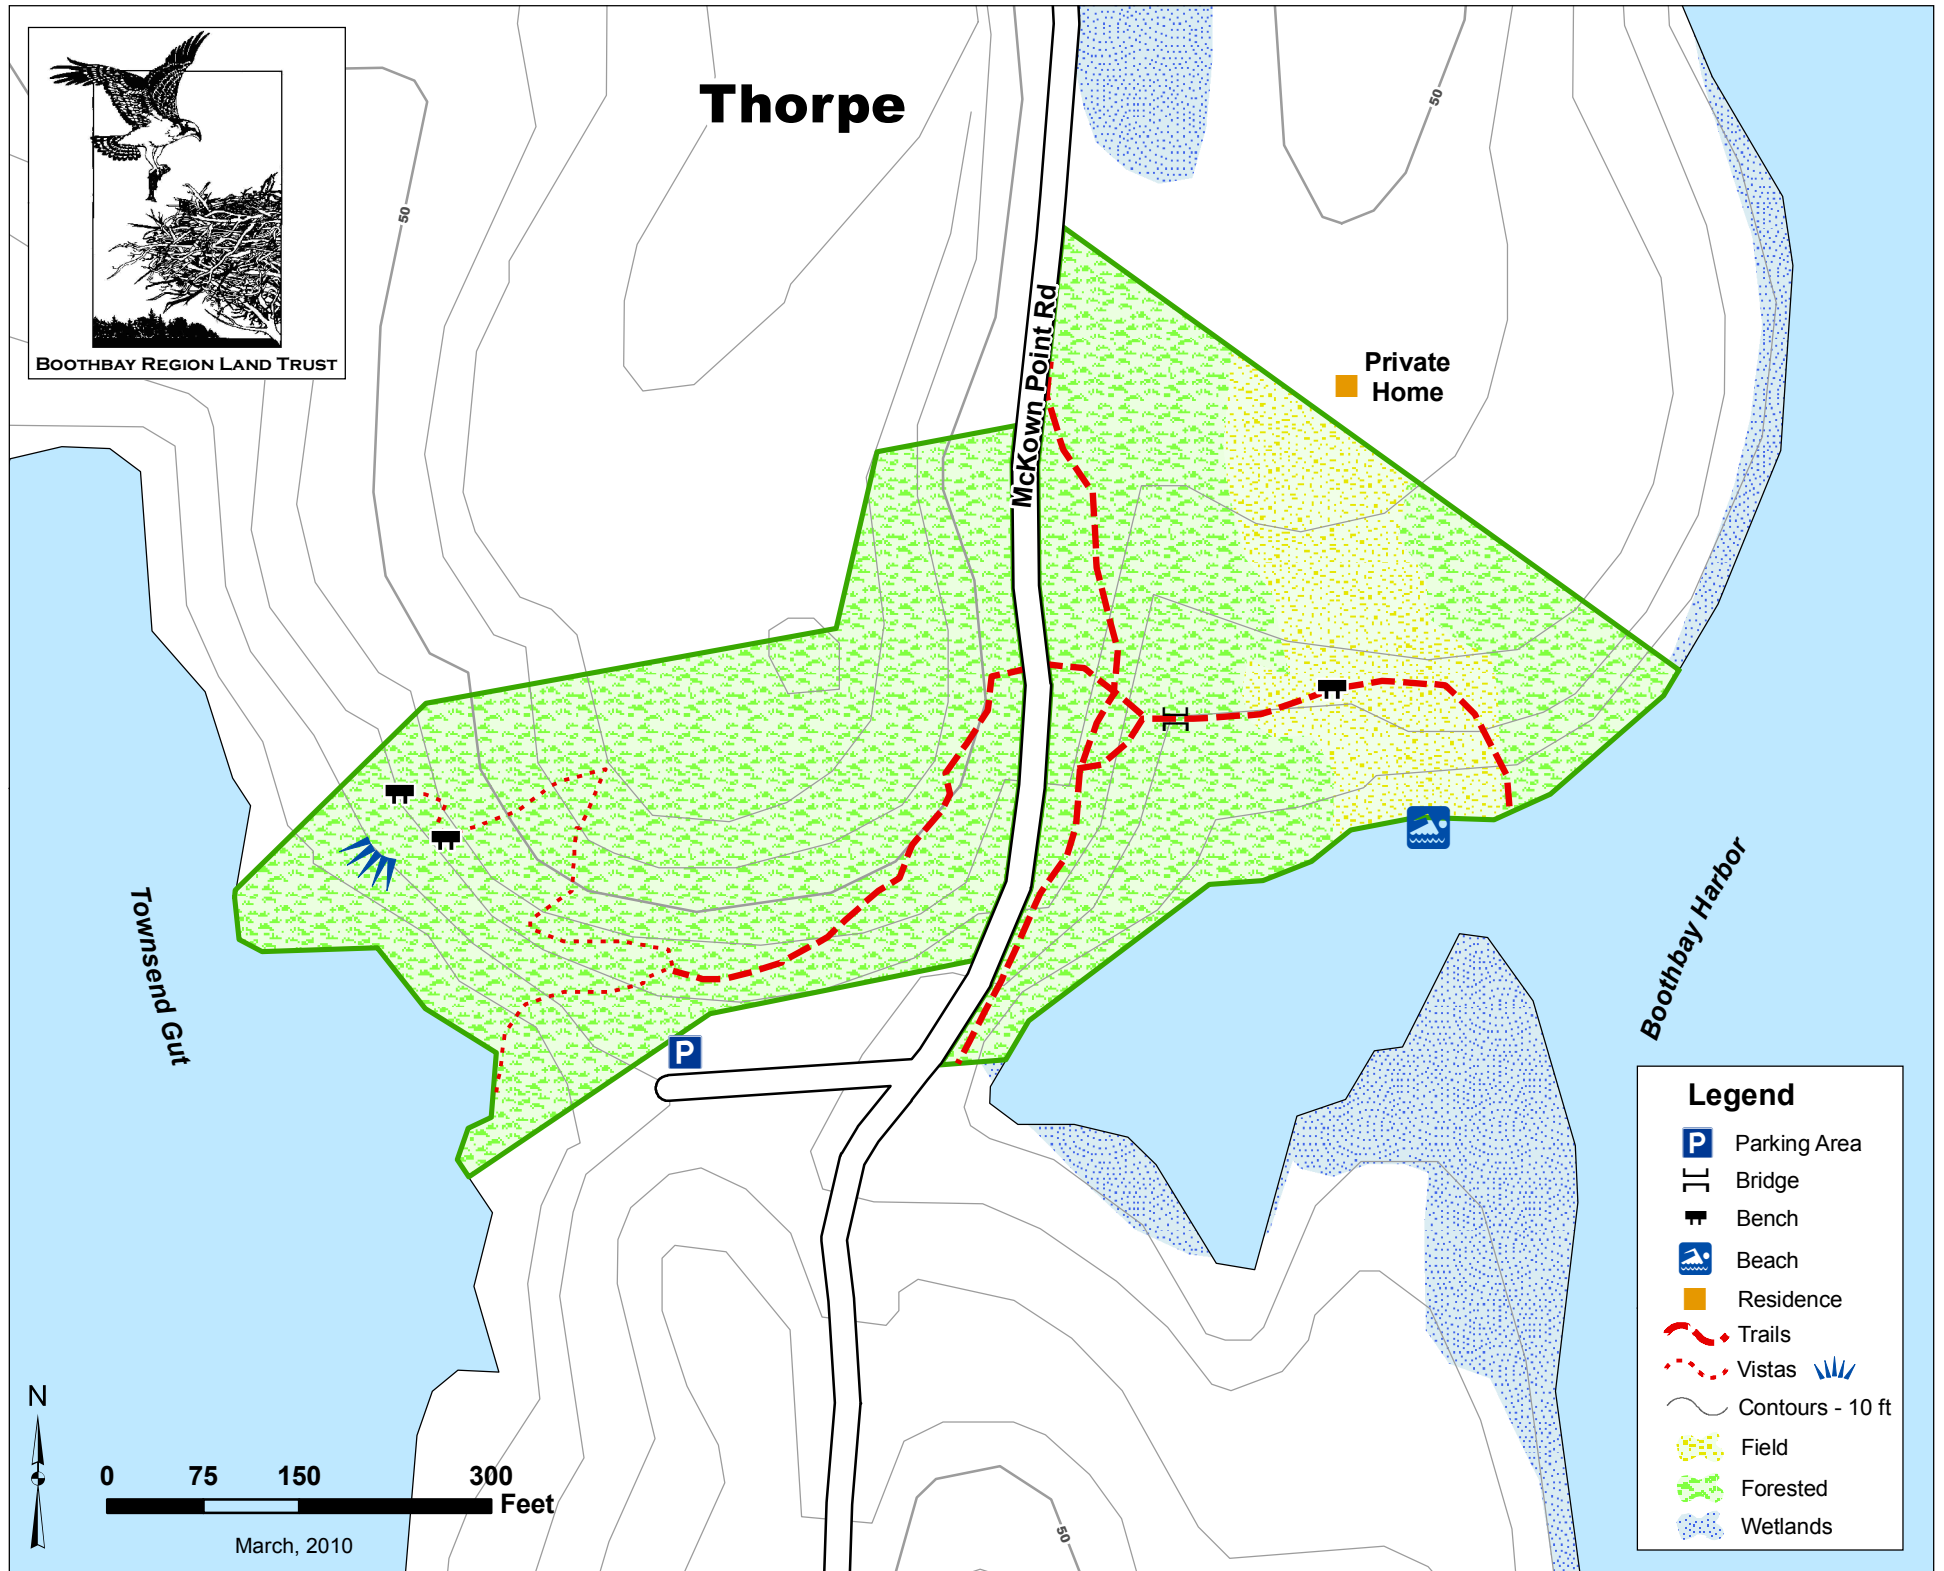 BOOTHBAY REGION LAND TRUST
Thorpe
50
50
McKown Point Rd
Private
Home
Townsend Gut
Boothbay Harbor
P
50
N
0 75 150 300
Feet
March, 2010
Legend
P Parking Area
Bridge
Bench
Beach
Residence
Trails
Vistas
Contours - 10 ft
Field
Forested
Wetlands